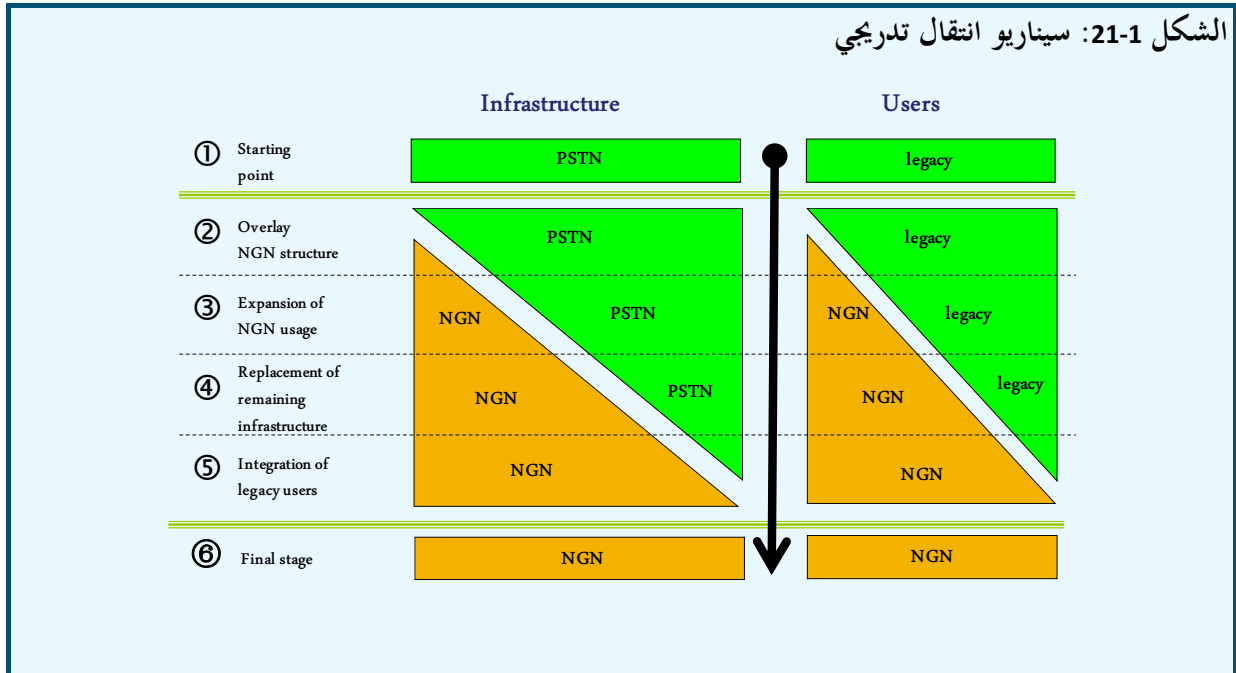 الشكل 1-21: سيناريو انتقال تدريجي
Infrastructure
Users
① Starting
point
PSTN
legacy
② Overlay
NGN structure
PSTN
legacy
③ Expansion of
NGN usage
NGN
PSTN
NGN
legacy
④ Replacement of
remaining
infrastructure
NGN
PSTN
NGN
legacy
⑤ Integration of
legacy users
NGN
NGN
⑥ Final stage
NGN
NGN